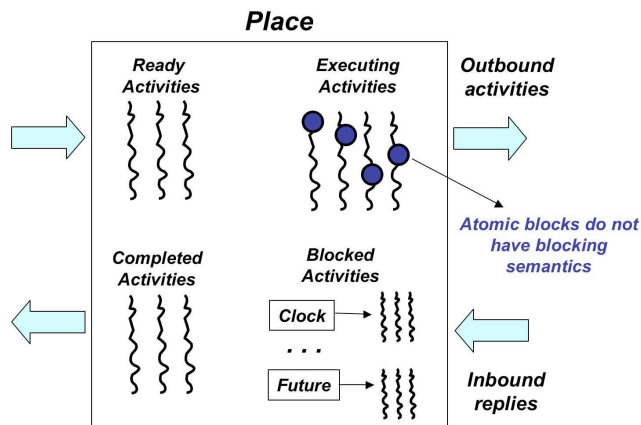 Place
Ready
Activities
Executing
Activities
Outbound
activities
Atomic blocks do not
have blocking
semantics
Completed
Activities
Blocked
Activities
Clock
. . .
Future
Inbound
replies